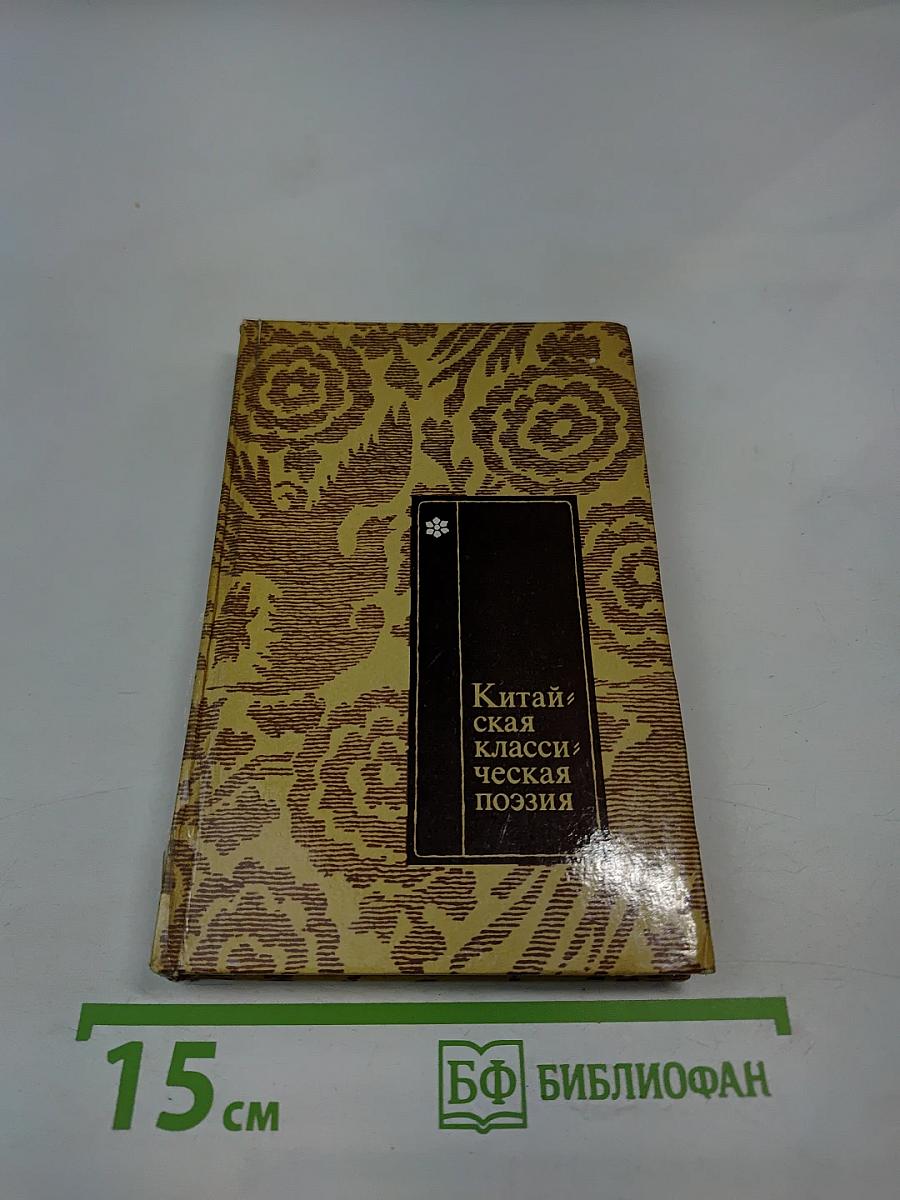 Китай-
ская
класси-
ческая
поэзия
15 см
БФ БИБЛИОФАН